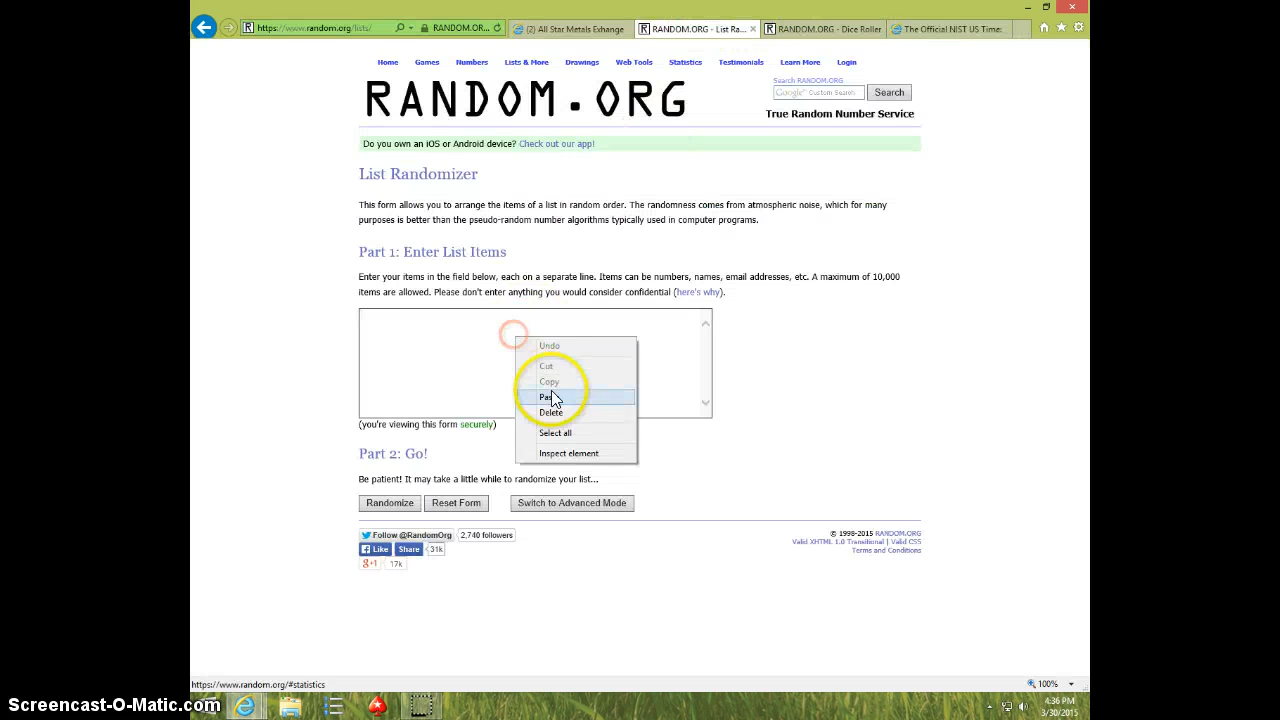 https://www.random.org/lists/
RANDOM.OR...
(2) All Star Metals Exhange
RANDOM.ORG - List Ra...
RANDOM.ORG - Dice Roller
The Official NIST US Time:
Home Games Numbers Lists & More Drawings Web Tools Statistics Testimonials Learn More Login
RANDOM.ORG
Search RANDOM.ORG
Google™ Custom Search
Search
True Random Number Service
Do you own an iOS or Android device? Check out our app!
List Randomizer
This form allows you to arrange the items of a list in random order. The randomness comes from atmospheric noise, which for many
purposes is better than the pseudo-random number algorithms typically used in computer programs.
Part 1: Enter List Items
Enter your items in the field below, each on a separate line. Items can be numbers, names, email addresses, etc. A maximum of 10,000
items are allowed. Please don't enter anything you would consider confidential (here's why).
Undo
Cut
Copy
Delete
Select all
Inspect element
(you're viewing this form securely)
Part 2: Go!
Be patient! It may take a little while to randomize your list...
Randomize
Reset Form
Switch to Advanced Mode
Follow @RandomOrg
2,740 followers
Like
Share
31k
g+1
17k
© 1998-2015 RANDOM.ORG
Valid XHTML 1.0 Transitional | Valid CSS
Terms and Conditions
https://www.random.org/#statistics
100%
4:36 PM
3/30/2015
Screencast-O-Matic.com